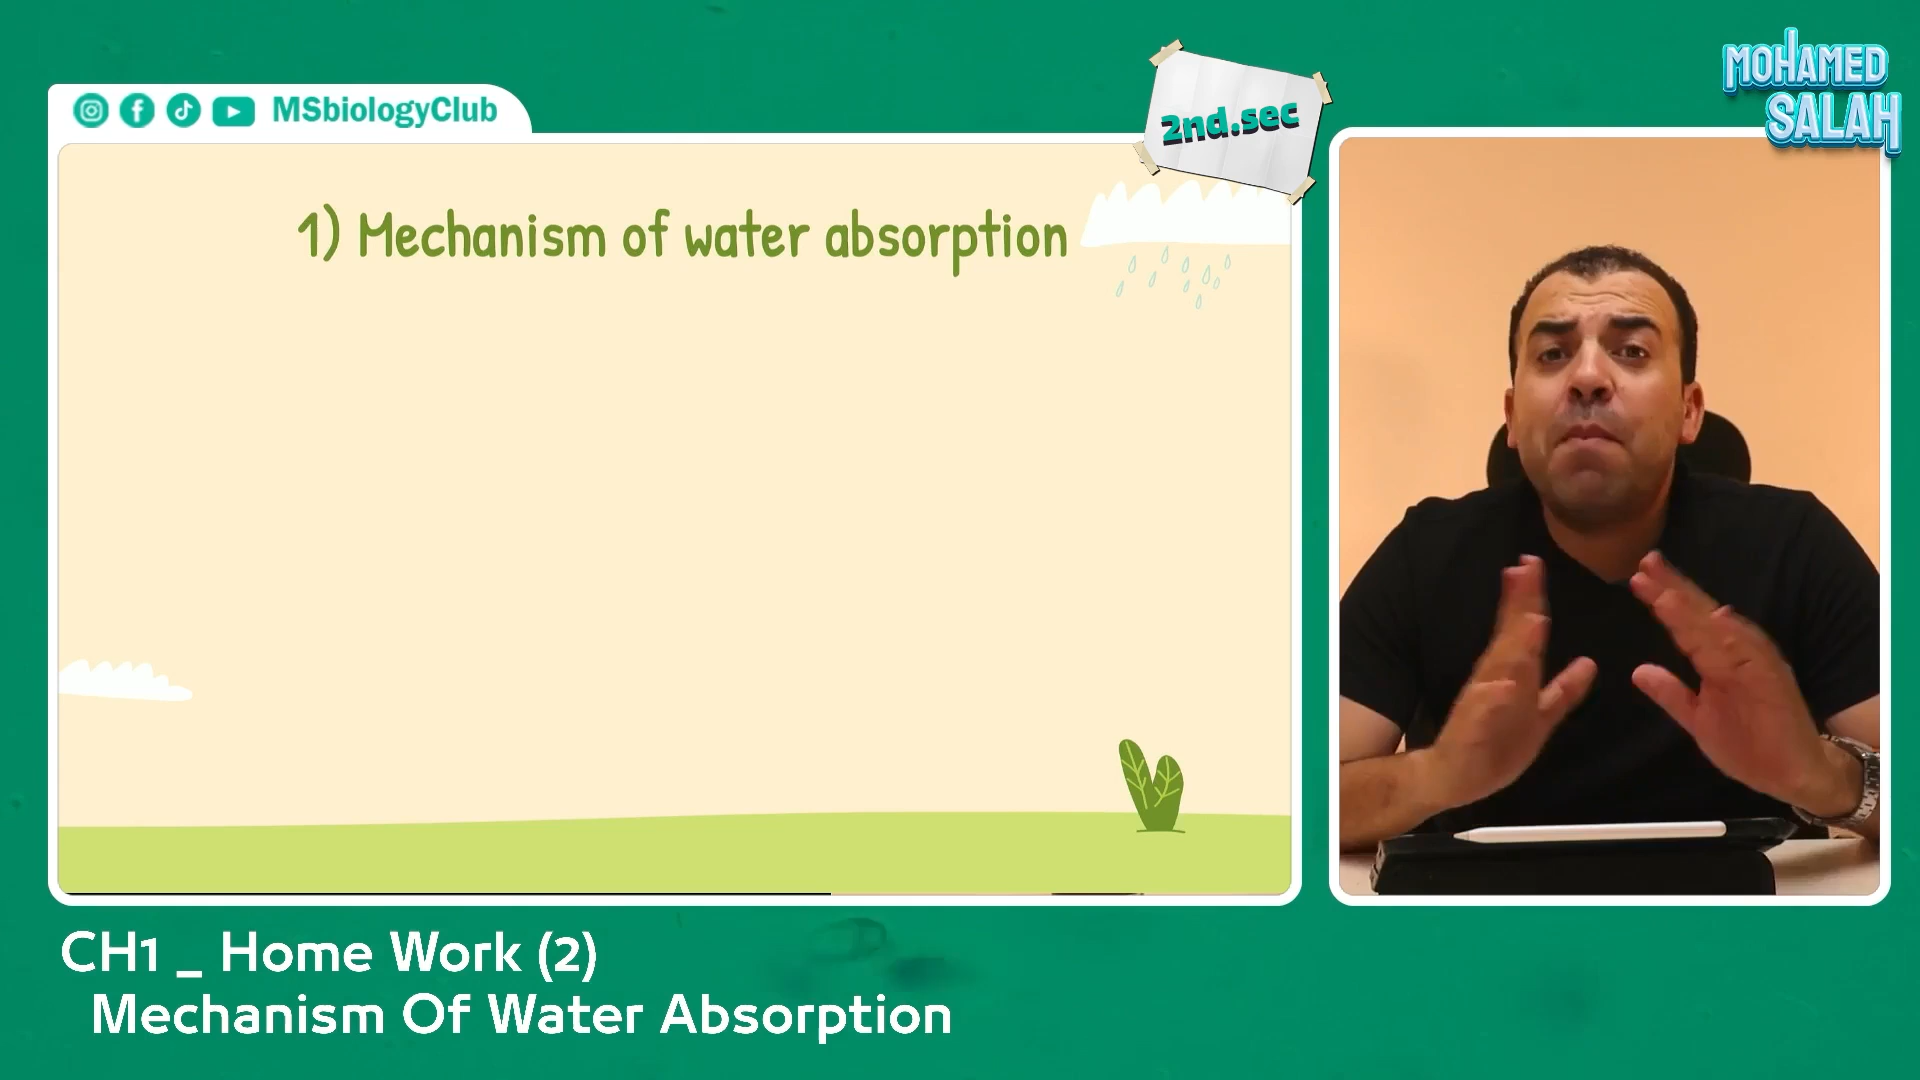 MSbiologyClub
2nd.sec
MOHAMED
SALAH
1) Mechanism of water absorption
CH1 _ Home Work (2)
Mechanism Of Water Absorption